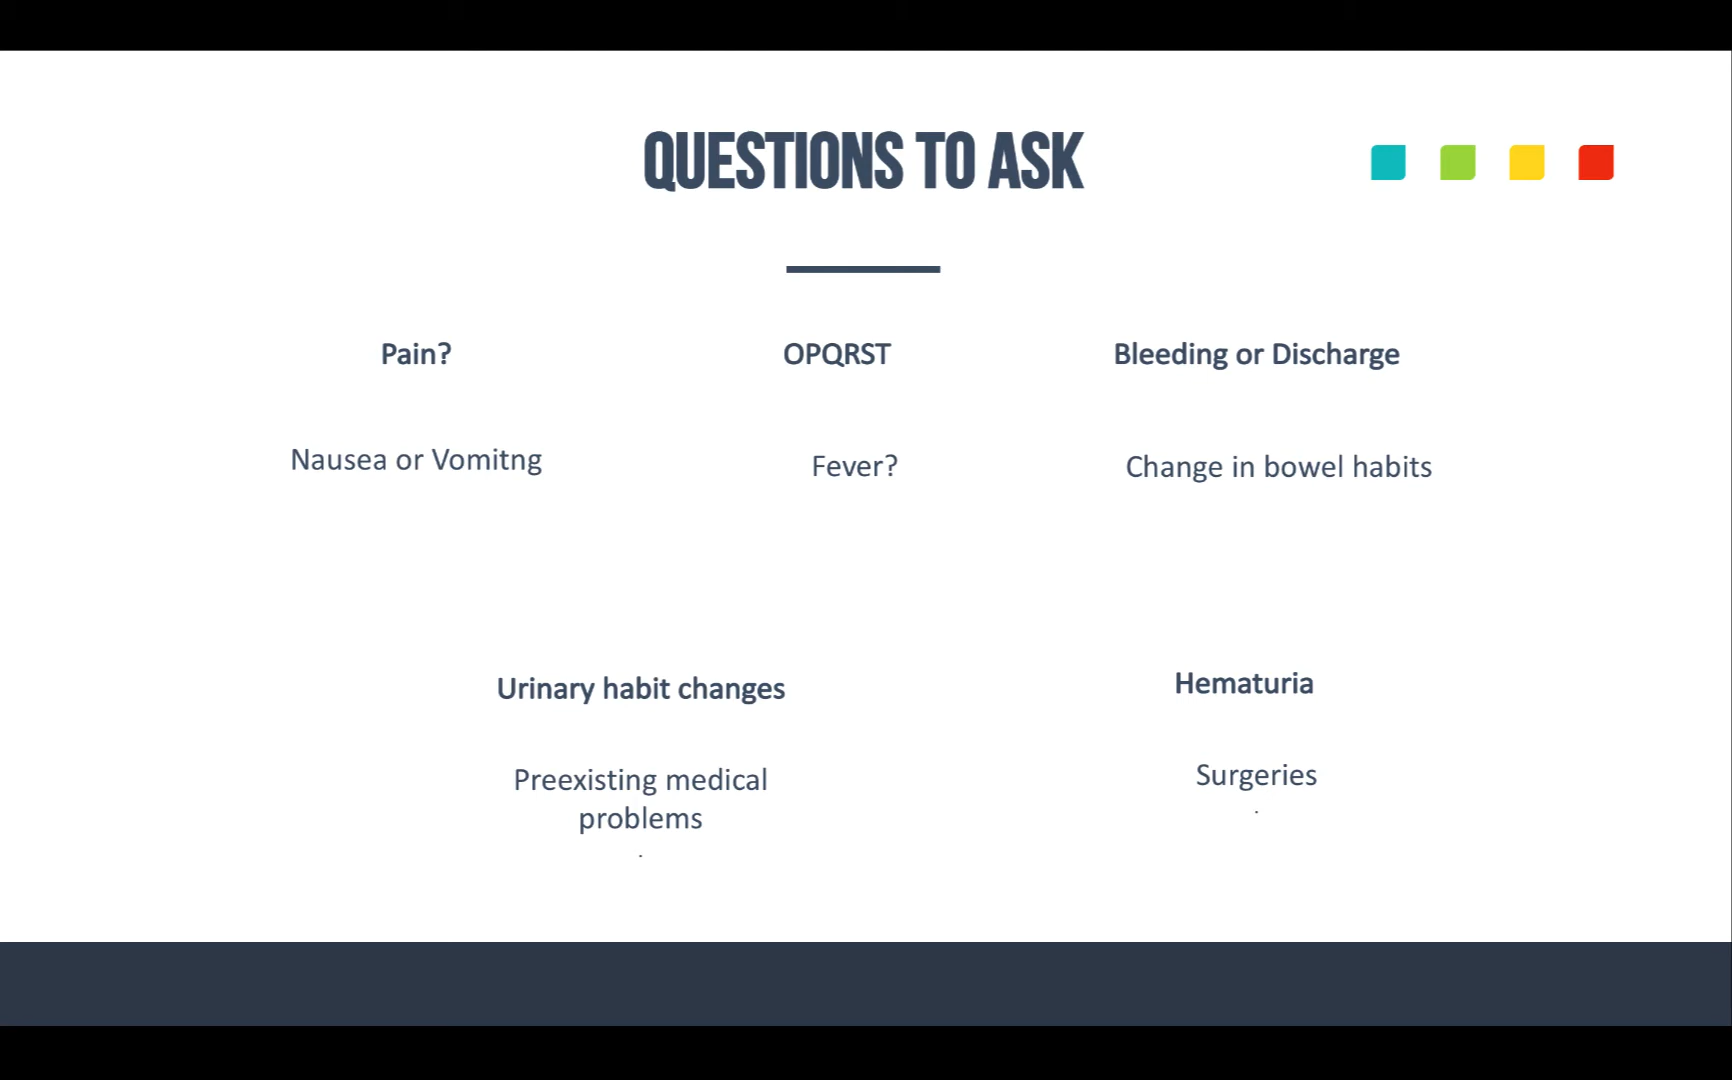 QUESTIONS TO ASK
Pain?
OPQRST
Bleeding or Discharge
Nausea or Vomitng
Fever?
Change in bowel habits
Urinary habit changes
Hematuria
Preexisting medical
problems
.
Surgeries
.